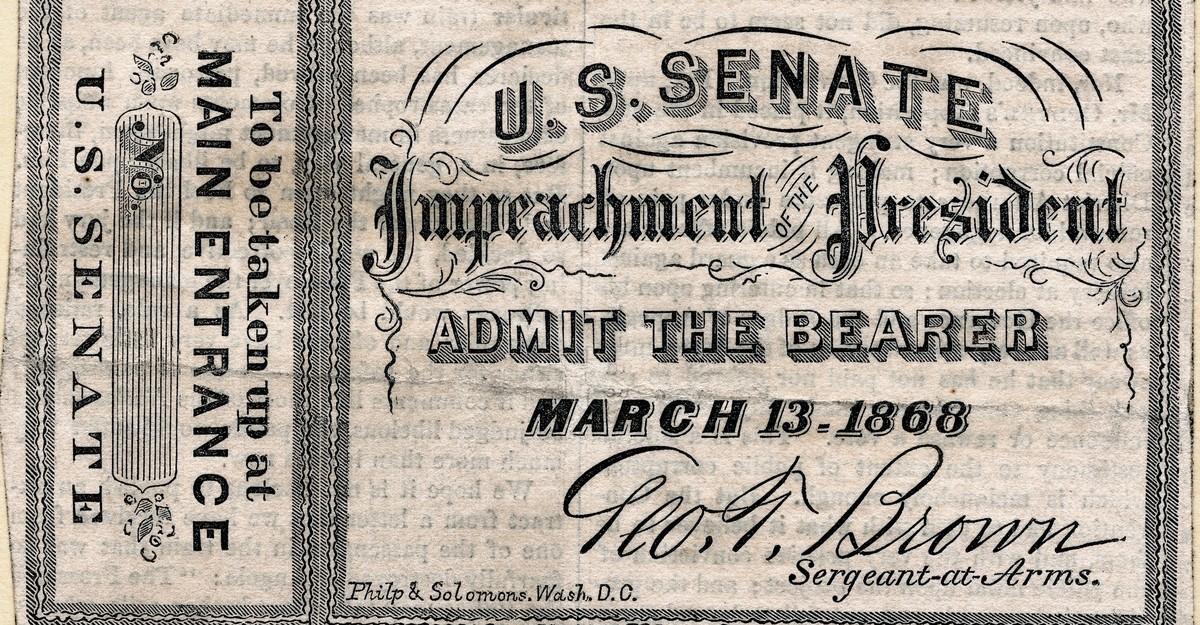 To be taken up at
MAIN ENTRANCE
No.
U.S. SENATE
U.S. SENATE
Impeachment OF THE President
ADMIT THE BEARER
MARCH 13-1868
Geo. T. Brown
Sergeant-at-Arms.
Philp & Solomons. Wash. D.C.